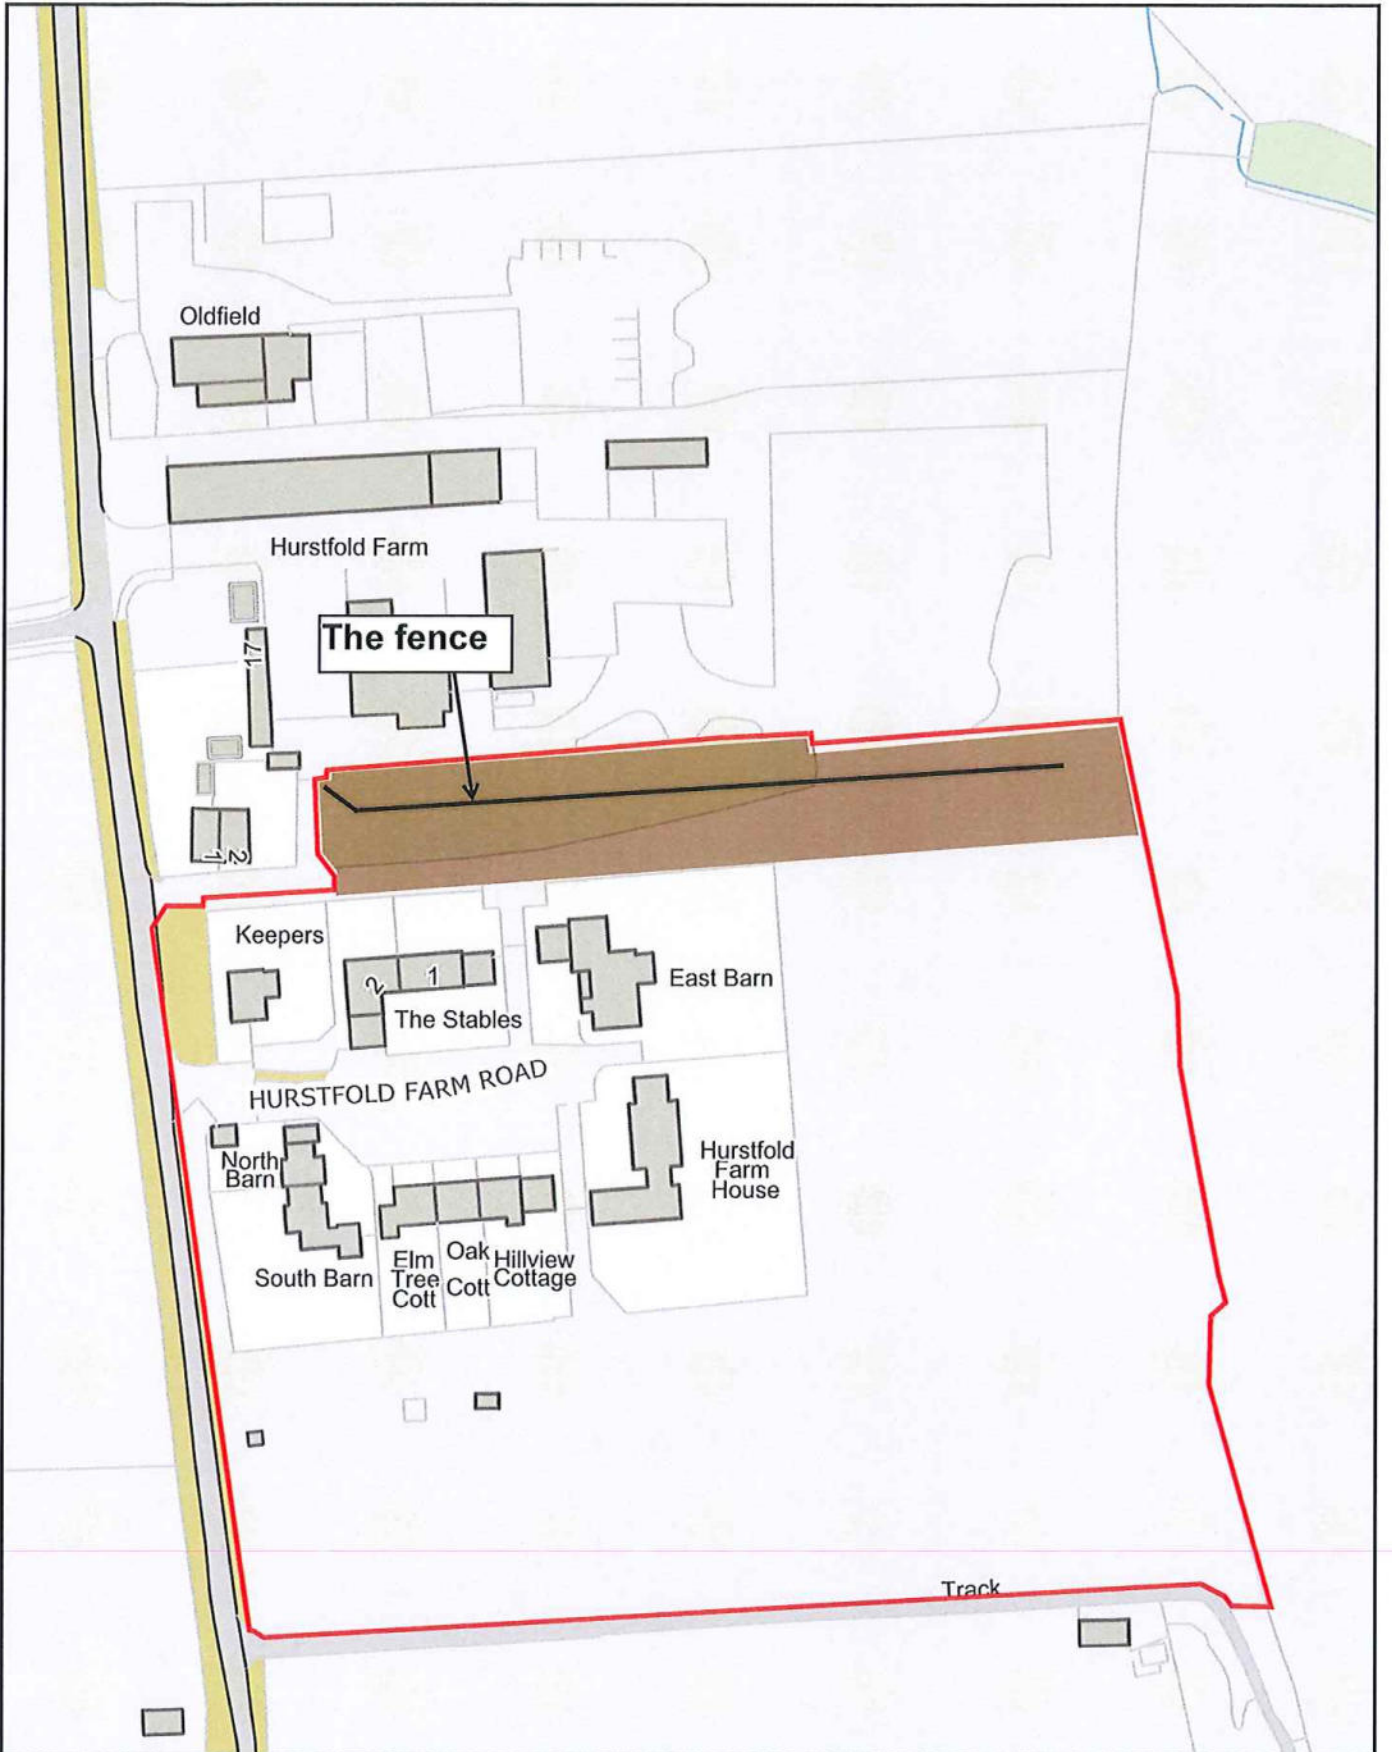 Oldfield
Hurstfold Farm
The fence
17
1
2
Keepers
2
1
The Stables
East Barn
HURSTFOLD FARM ROAD
North
Barn
South Barn
Elm
Tree
Cott
Oak
Cott
Hillview
Cottage
Hurstfold
Farm
House
Track